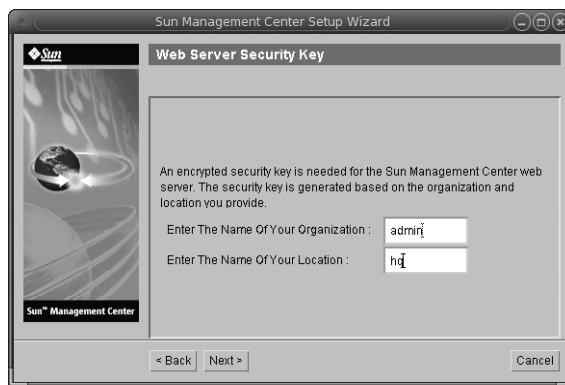 Sun Management Center Setup Wizard
Sun
Web Server Security Key
An encrypted security key is needed for the Sun Management Center web
server. The security key is generated based on the organization and
location you provide.
Enter The Name Of Your Organization : admin
Enter The Name Of Your Location : hq
Sun™ Management Center
< Back Next > Cancel